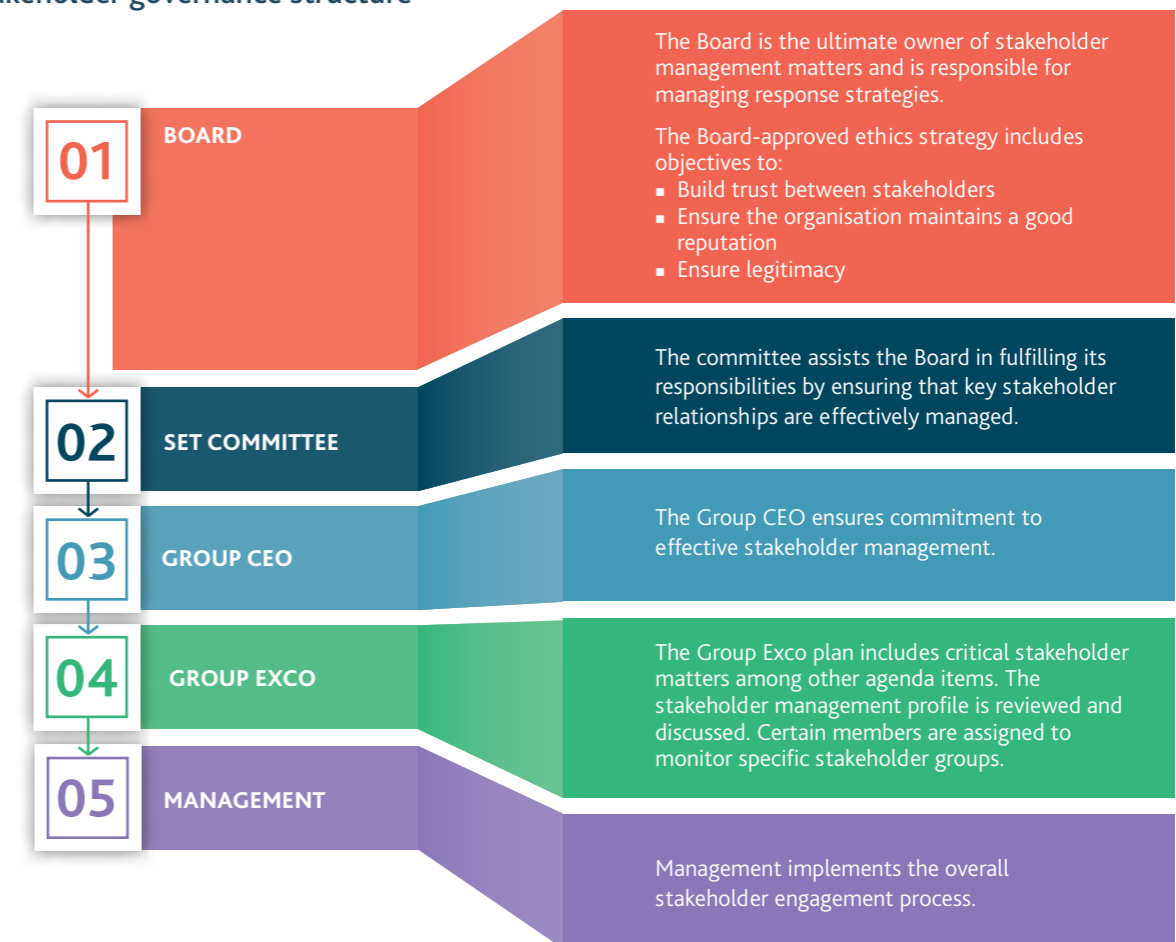 keholder governance structure
01
BOARD
The Board is the ultimate owner of stakeholder
management matters and is responsible for
managing response strategies.
The Board-approved ethics strategy includes
objectives to:
▪ Build trust between stakeholders
▪ Ensure the organisation maintains a good
reputation
▪ Ensure legitimacy
02
SET COMMITTEE
The committee assists the Board in fulfilling its
responsibilities by ensuring that key stakeholder
relationships are effectively managed.
03
GROUP CEO
The Group CEO ensures commitment to
effective stakeholder management.
04
GROUP EXCO
The Group Exco plan includes critical stakeholder
matters among other agenda items. The
stakeholder management profile is reviewed and
discussed. Certain members are assigned to
monitor specific stakeholder groups.
05
MANAGEMENT
Management implements the overall
stakeholder engagement process.